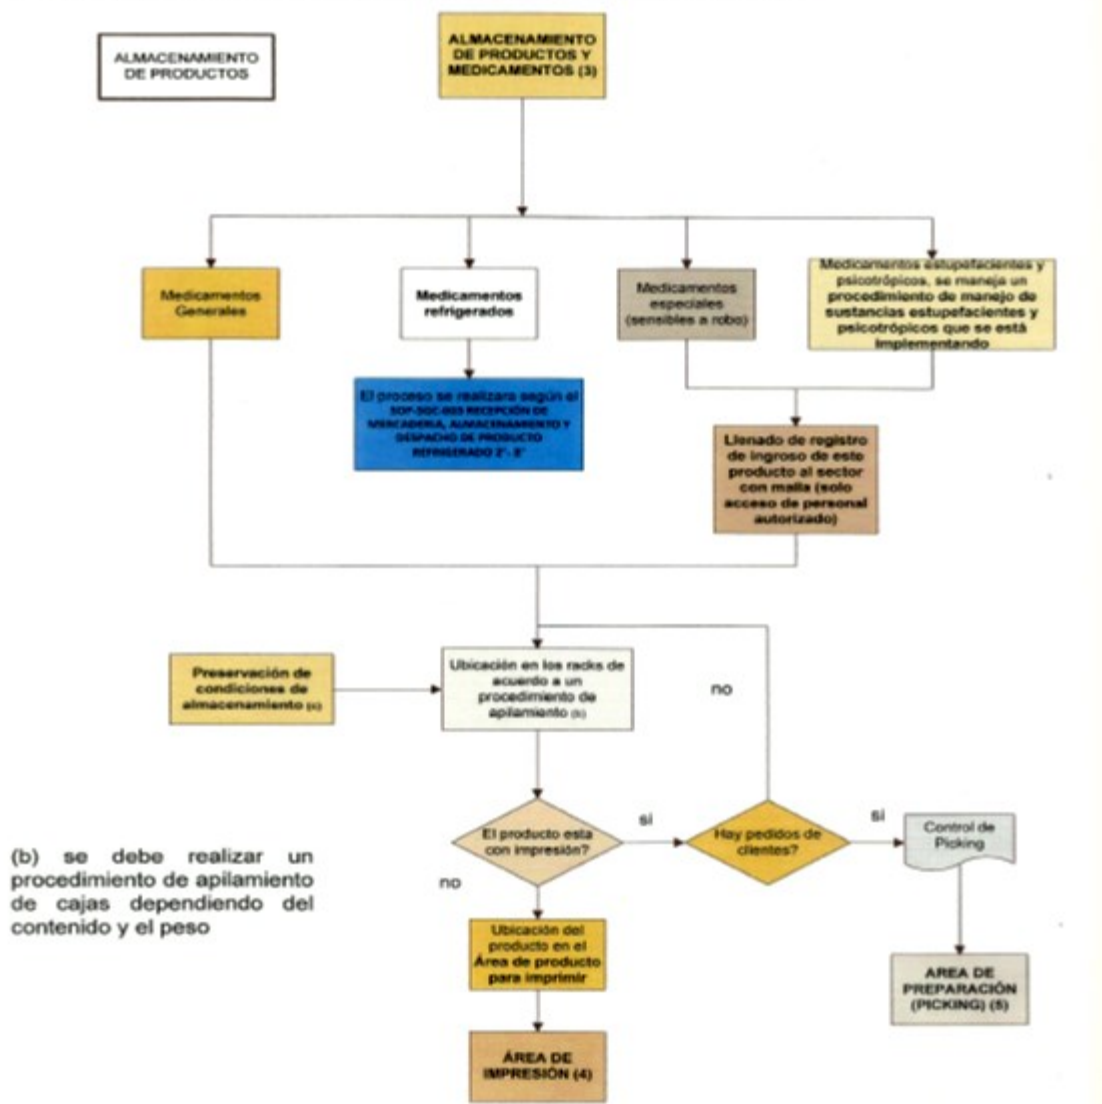 ALMACENAMIENTO
DE PRODUCTOS
ALMACENAMIENTO
DE PRODUCTOS Y
MEDICAMENTOS (3)
Medicamentos
Generales
Medicamentos
refrigerados
Medicamentos
especiales
(sensibles a robo)
Medicamentos estupefacientes y
psicotrópicos, se maneja un
procedimiento de manejo de
sustancias estupefacientes y
psicotrópicos que se está
implementando
El proceso se realizara según el
SOP-SGC-003 RECEPCIÓN DE
MERCADERIA, ALMACENAMIENTO Y
DESPACHO DE PRODUCTO
REFRIGERADO 2°- 8°
Llenado de registro
de ingreso de este
producto al sector
con malla (solo
acceso de personal
autorizado)
Preservación de
condiciones de
almacenamiento (a)
Ubicación en los racks de
acuerdo a un
procedimiento de
apilamiento (b)
no
El producto esta
con impresión?
si
Hay pedidos de
clientes?
si
Control de
Picking
no
(b) se debe realizar un
procedimiento de apilamiento
de cajas dependiendo del
contenido y el peso
Ubicación del
producto en el
Área de producto
para imprimir
AREA DE
PREPARACIÓN
(PICKING) (5)
ÁREA DE
IMPRESIÓN (4)